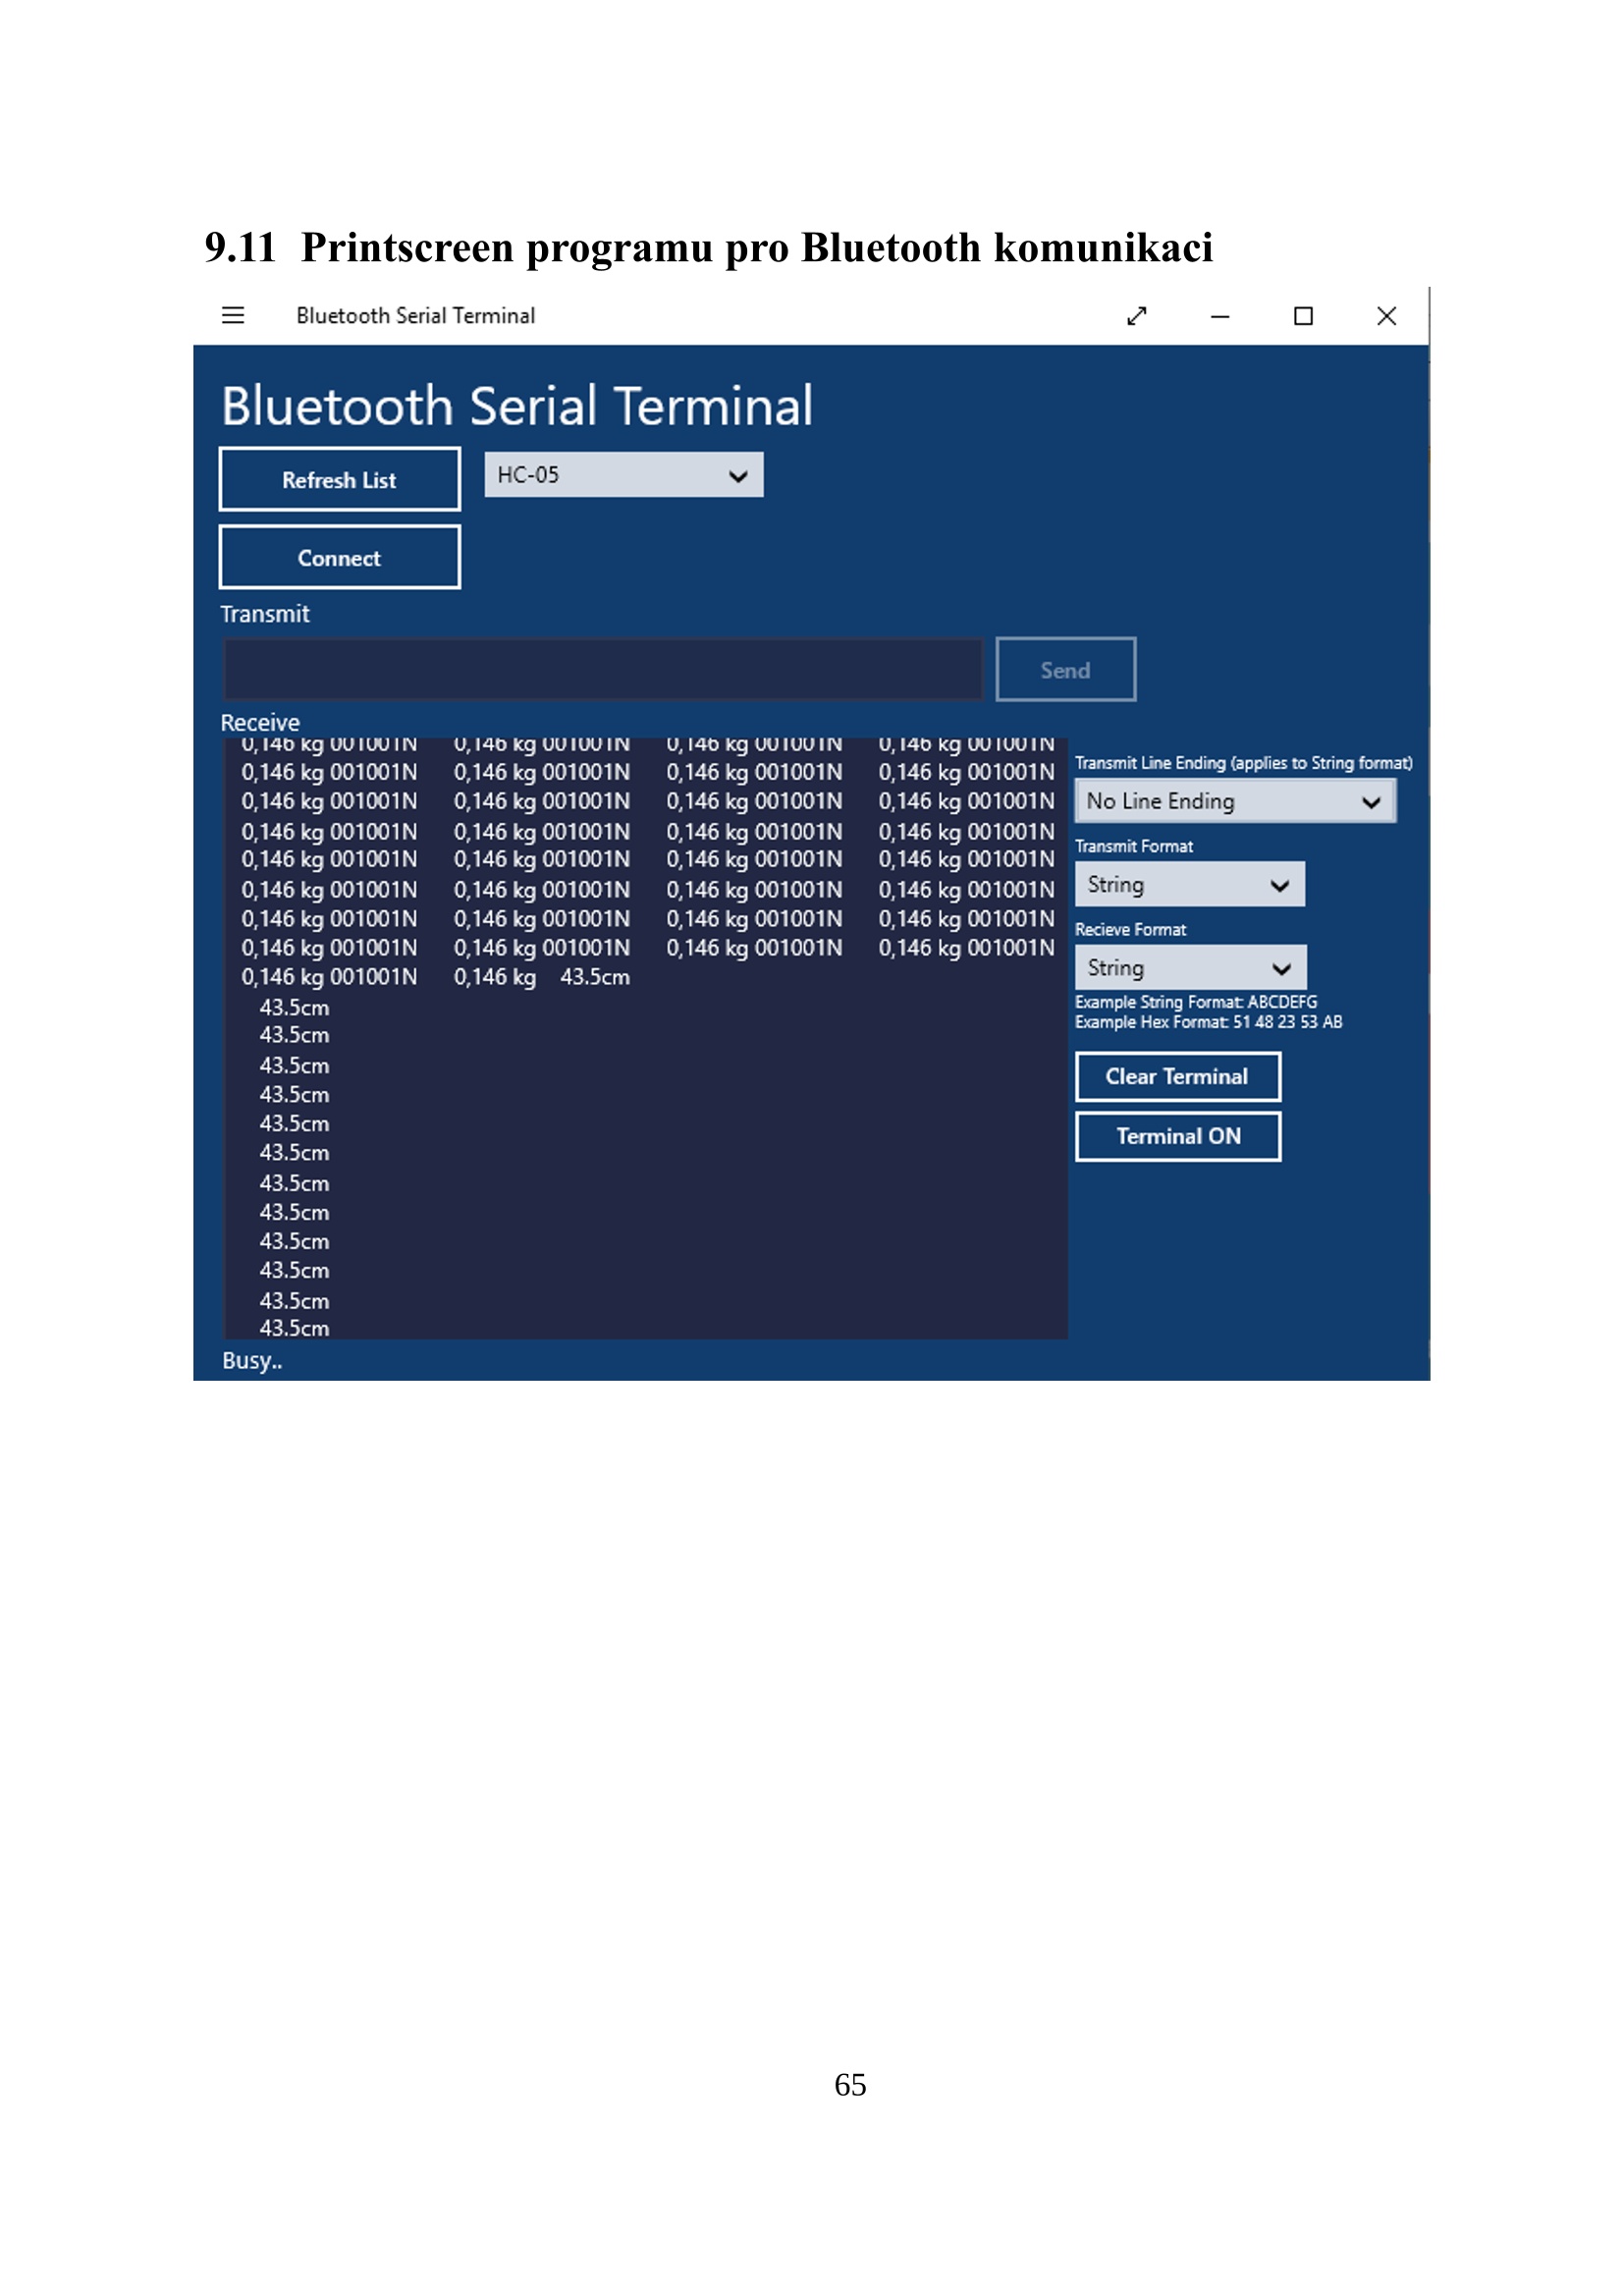 9.11 Printscreen programu pro Bluetooth komunikaci
Bluetooth Serial Terminal
Bluetooth Serial Terminal
Refresh List
HC-05
Connect
Transmit
Send
Receive
0,146 kg 001001N 0,146 kg 001001N 0,146 kg 001001N 0,146 kg 001001N
0,146 kg 001001N 0,146 kg 001001N 0,146 kg 001001N 0,146 kg 001001N
0,146 kg 001001N 0,146 kg 001001N 0,146 kg 001001N 0,146 kg 001001N
0,146 kg 001001N 0,146 kg 001001N 0,146 kg 001001N 0,146 kg 001001N
0,146 kg 001001N 0,146 kg 001001N 0,146 kg 001001N 0,146 kg 001001N
0,146 kg 001001N 0,146 kg 001001N 0,146 kg 001001N 0,146 kg 001001N
0,146 kg 001001N 0,146 kg 001001N 0,146 kg 001001N 0,146 kg 001001N
0,146 kg 001001N 0,146 kg 001001N 0,146 kg 001001N 0,146 kg 001001N
0,146 kg 001001N 0,146 kg 43.5cm
43.5cm
43.5cm
43.5cm
43.5cm
43.5cm
43.5cm
43.5cm
43.5cm
43.5cm
43.5cm
43.5cm
43.5cm
Transmit Line Ending (applies to String format)
No Line Ending
Transmit Format
String
Recieve Format
String
Example String Format: ABCDEFG
Example Hex Format: 51 48 23 53 AB
Clear Terminal
Terminal ON
Busy..
65